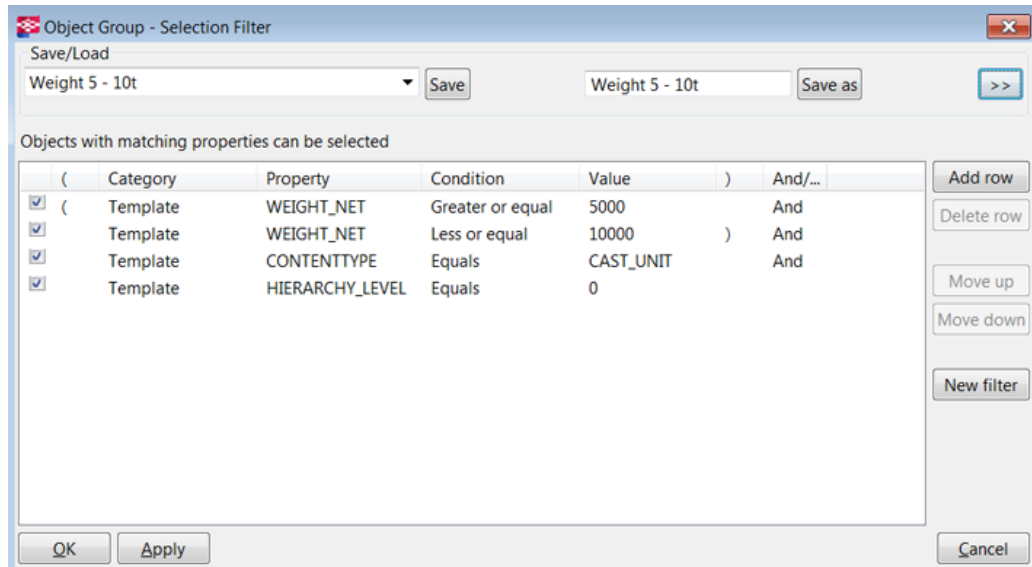 Object Group - Selection Filter
Save/Load
Weight 5 - 10t Save Weight 5 - 10t Save as >>
Objects with matching properties can be selected
( Category Property Condition Value ) And/... Add row
( Template WEIGHT_NET Greater or equal 5000 And
Delete row
Template WEIGHT_NET Less or equal 10000 ) And
Template CONTENTTYPE Equals CAST_UNIT And
Template HIERARCHY_LEVEL Equals 0 Move up
Move down
New filter
OK Apply Cancel